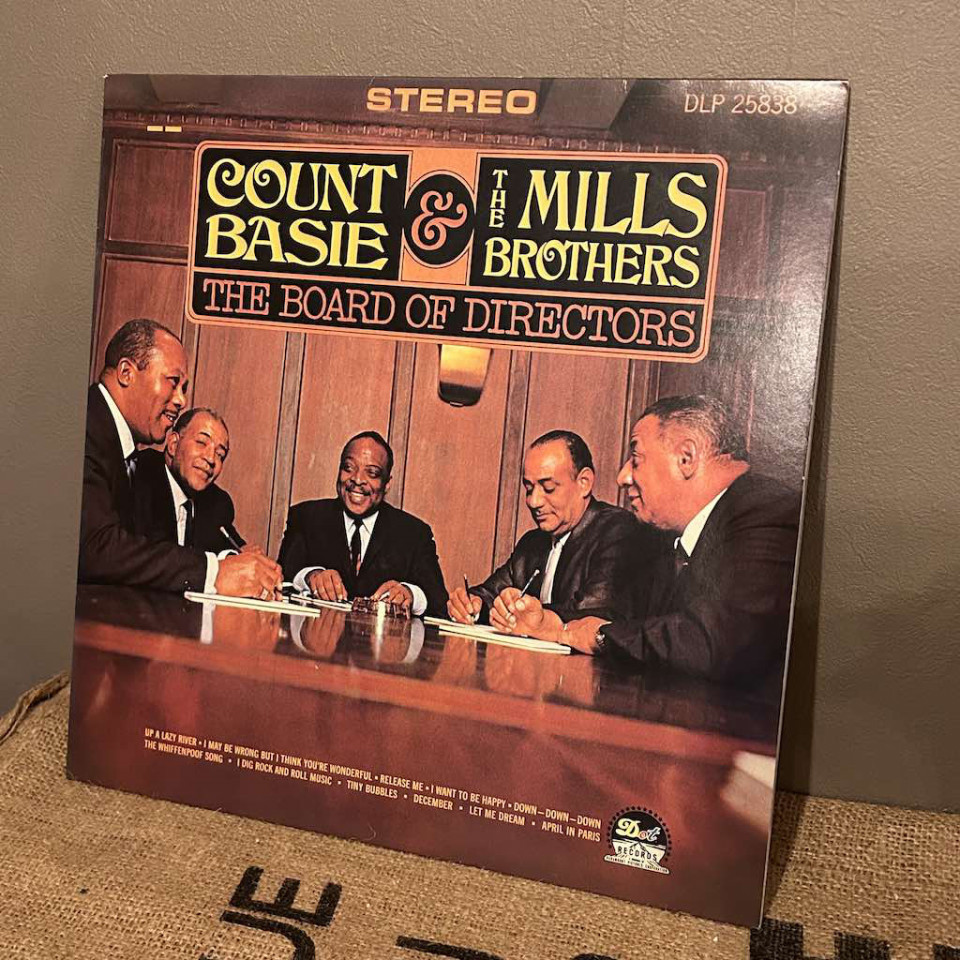 STEREO
DLP 25838
COUNT BASIE & THE MILLS BROTHERS
THE BOARD OF DIRECTORS
UP A LAZY RIVER • I MAY BE WRONG BUT I THINK YOU'RE WONDERFUL • RELEASE ME • I WANT TO BE HAPPY • DOWN—DOWN—DOWN
THE WHIFFENPOOF SONG • I DIG ROCK AND ROLL MUSIC • TINY BUBBLES • DECEMBER • LET ME DREAM • APRIL IN PARIS
Dot
RECORDS